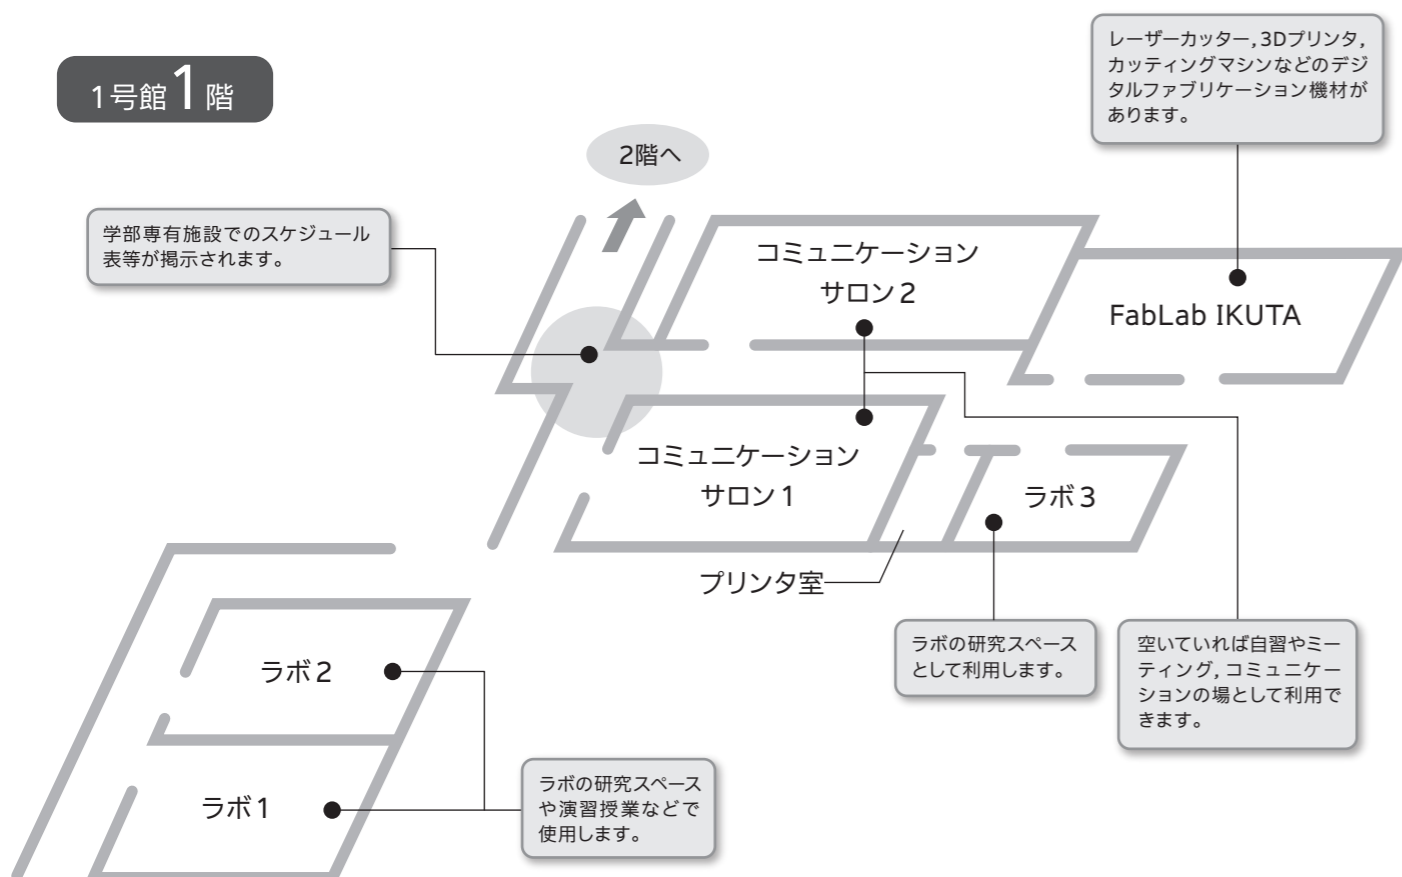 1号館1階
レーザーカッター,3Dプリンタ,
カッティングマシンなどのデジ
タルファブリケーション機材が
あります。
2階へ
学部専有施設でのスケジュール
表等が掲示されます。
コミュニケーション
サロン2
FabLab IKUTA
コミュニケーション
サロン1
ラボ3
プリンタ室
ラボの研究スペース
として利用します。
空いていれば自習やミー
ティング,コミュニケー
ションの場として利用で
きます。
ラボ2
ラボ1
ラボの研究スペース
や演習授業などで
使用します。